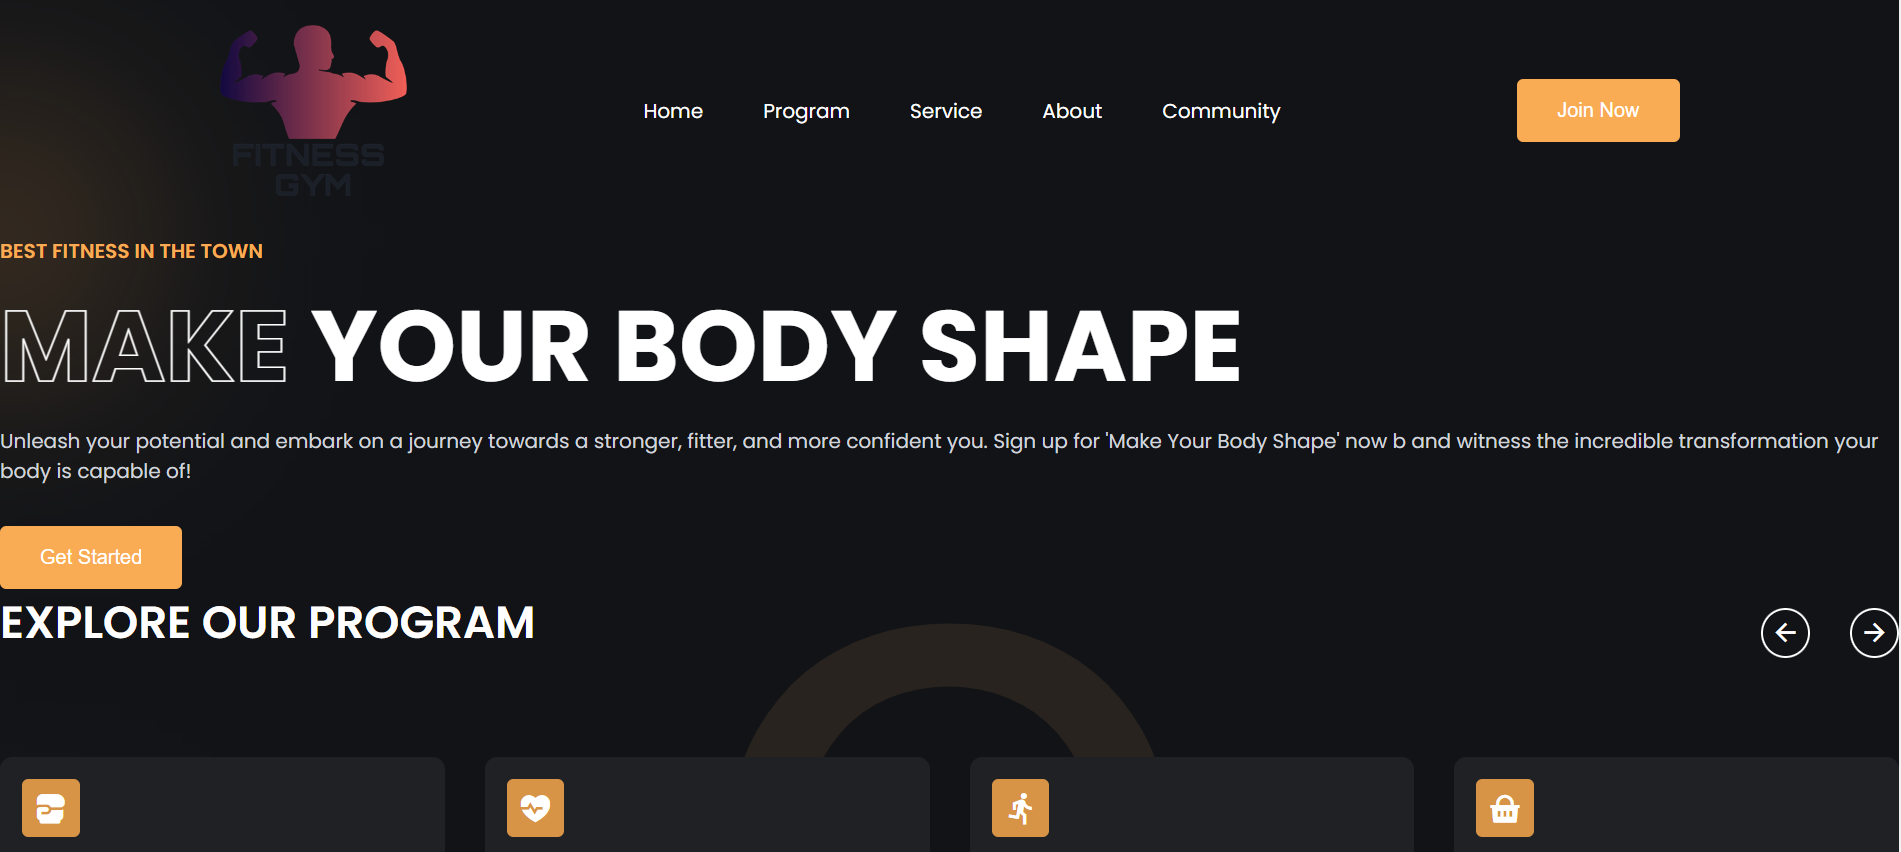 FITNESS
GYM
Home Program Service About Community
Join Now
BEST FITNESS IN THE TOWN
MAKE YOUR BODY SHAPE
Unleash your potential and embark on a journey towards a stronger, fitter, and more confident you. Sign up for 'Make Your Body Shape' now b and witness the incredible transformation your
body is capable of!
Get Started
EXPLORE OUR PROGRAM